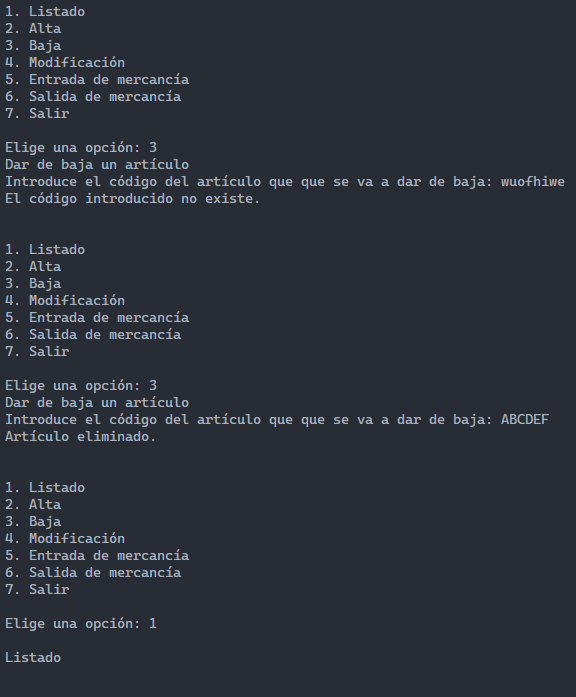 1. Listado
2. Alta
3. Baja
4. Modificación
5. Entrada de mercancía
6. Salida de mercancía
7. Salir
Elige una opción: 3
Dar de baja un artículo
Introduce el código del artículo que que se va a dar de baja: wuofhiwe
El código introducido no existe.
1. Listado
2. Alta
3. Baja
4. Modificación
5. Entrada de mercancía
6. Salida de mercancía
7. Salir
Elige una opción: 3
Dar de baja un artículo
Introduce el código del artículo que que se va a dar de baja: ABCDEF
Artículo eliminado.
1. Listado
2. Alta
3. Baja
4. Modificación
5. Entrada de mercancía
6. Salida de mercancía
7. Salir
Elige una opción: 1
Listado